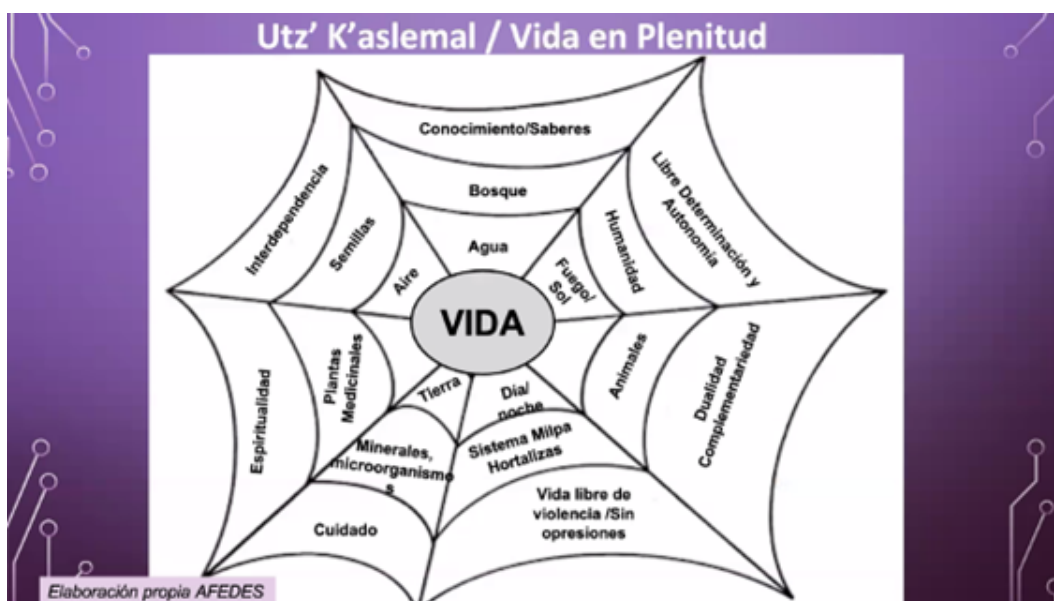 Utz' K'aslemal / Vida en Plenitud
Conocimiento/Saberes
Bosque
Agua
Interdependencia
Semillas
Aire
Fuego/
Sol
Humanidad
Libre Determinación y
Autonomía
VIDA
Espiritualidad
Plantas
Medicinales
Tierra
Día/
noche
Animales
Dualidad
Complementariedad
Minerales,
microorganismo
s
Sistema Milpa
Hortalizas
Cuidado
Vida libre de
violencia /Sin
opresiones
Elaboración propia AFEDES